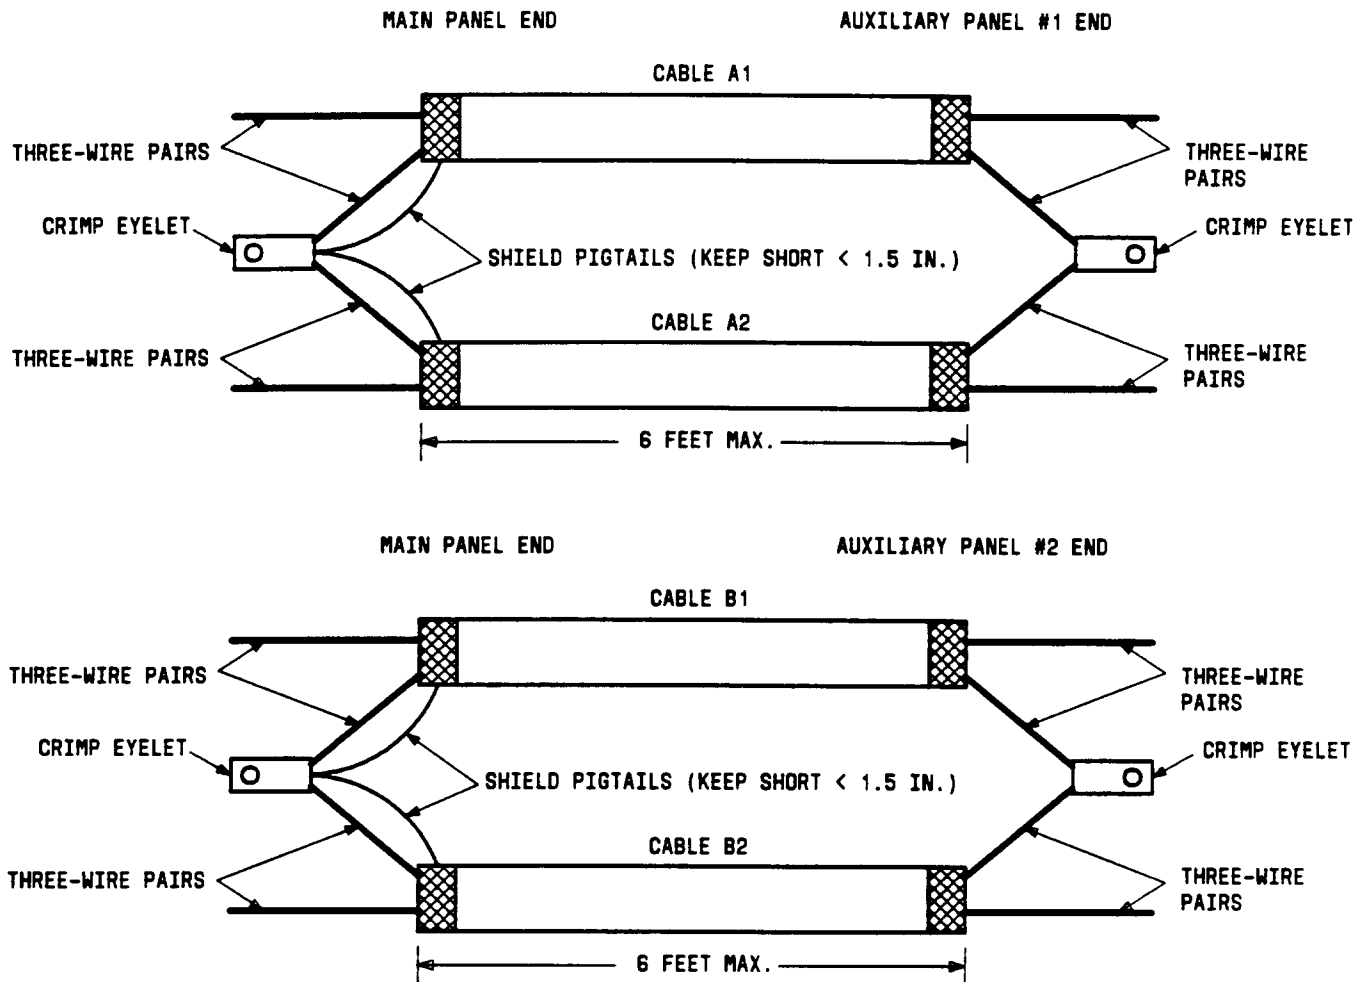 MAIN PANEL END
AUXILIARY PANEL #1 END
CABLE A1
THREE-WIRE PAIRS
THREE-WIRE
PAIRS
CRIMP EYELET
CRIMP EYELET
SHIELD PIGTAILS (KEEP SHORT < 1.5 IN.)
CABLE A2
THREE-WIRE PAIRS
THREE-WIRE
PAIRS
6 FEET MAX.
MAIN PANEL END
AUXILIARY PANEL #2 END
CABLE B1
THREE-WIRE PAIRS
THREE-WIRE
PAIRS
CRIMP EYELET
CRIMP EYELET
SHIELD PIGTAILS (KEEP SHORT < 1.5 IN.)
CABLE B2
THREE-WIRE PAIRS
THREE-WIRE
PAIRS
6 FEET MAX.